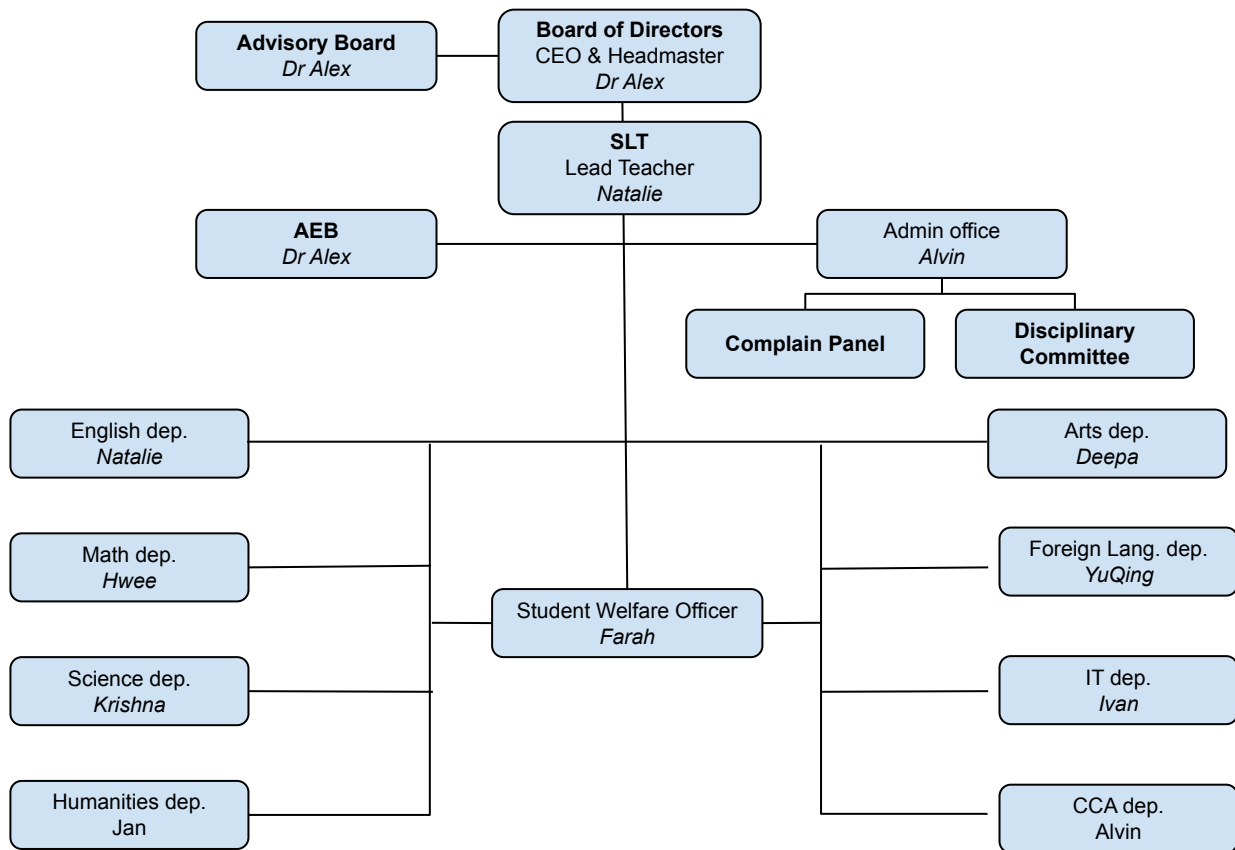 Advisory Board
Dr Alex
Board of Directors
CEO & Headmaster
Dr Alex
SLT
Lead Teacher
Natalie
AEB
Dr Alex
Admin office
Alvin
Complain Panel
Disciplinary
Committee
English dep.
Natalie
Arts dep.
Deepa
Math dep.
Hwee
Foreign Lang. dep.
YuQing
Student Welfare Officer
Farah
Science dep.
Krishna
IT dep.
Ivan
Humanities dep.
Jan
CCA dep.
Alvin